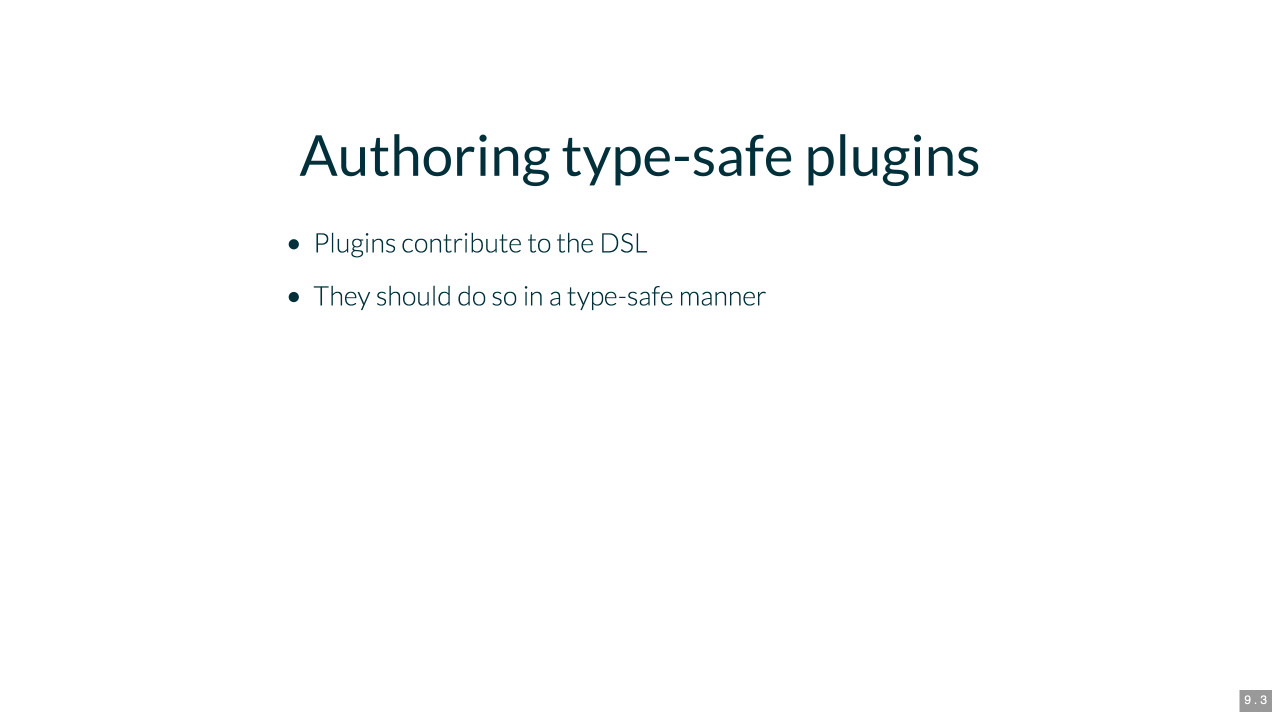 Authoring type-safe plugins
• Plugins contribute to the DSL
• They should do so in a type-safe manner
9.3